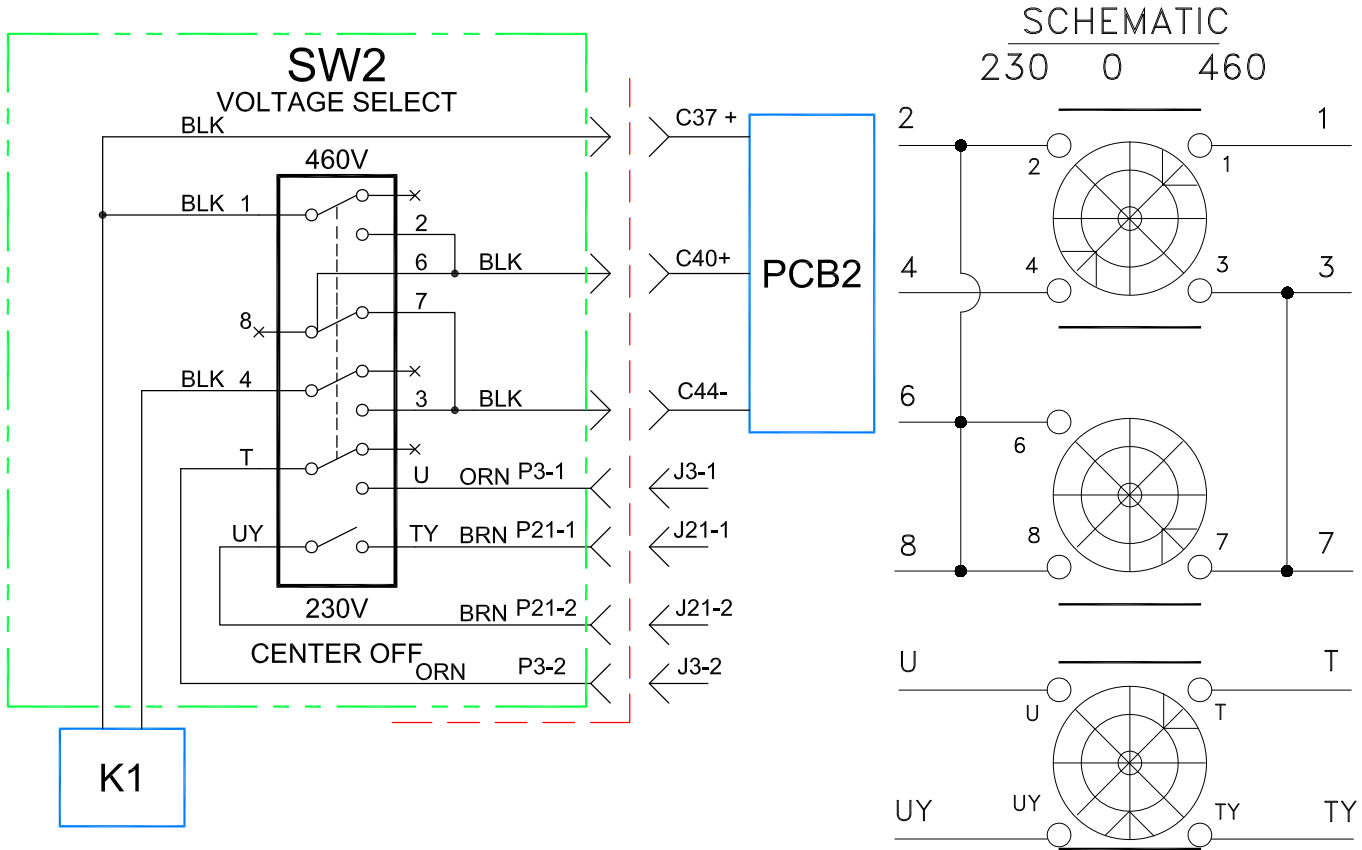 SW2
VOLTAGE SELECT
BLK
C37 +
460V
BLK 1
2
6 BLK
C40+
PCB2
7
8
BLK 4
3 BLK
C44-
T
U ORN P3-1
J3-1
UY
TY BRN P21-1
J21-1
230V
BRN P21-2
J21-2
CENTER OFF
ORN P3-2
J3-2
K1
SCHEMATIC
230 0 460
2 1
2 1
4 4 3 3
6
6
8 8 7 7
U T
U T
UY UY TY TY